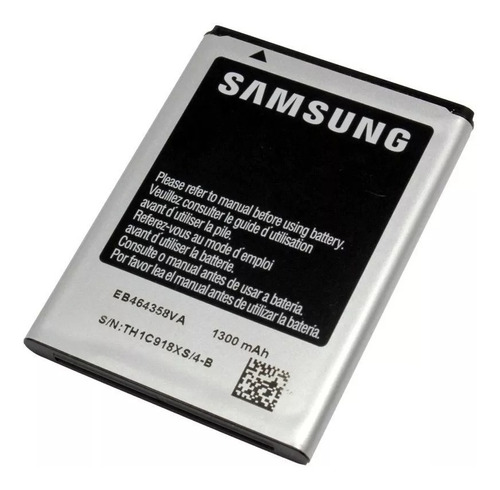 SAMSUNG
Please refer to manual before using battery.
Veuillez consulter le guide d'utilisation
avant d'utiliser la pile.
Referez-vous au mode d'emploi
avant d'utiliser la batterie.
Consulte o manual antes de usar a bateria.
Por favor lea el manual antes de utilizar la bateria.
EB464358VA 1300 mAh
S/N:TH1C918XS/4-B